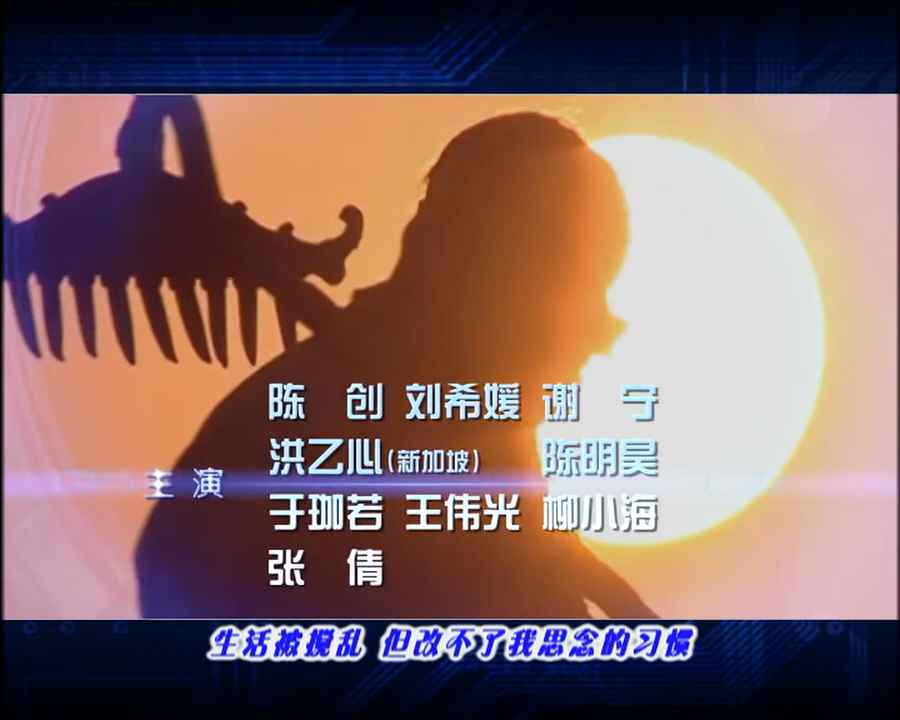 陈 创 刘希媛 谢 宁
洪乙心(新加坡) 陈明昊
主演
于珈若 王伟光 柳小海
张 倩
生活被搅乱 但改不了我思念的习惯